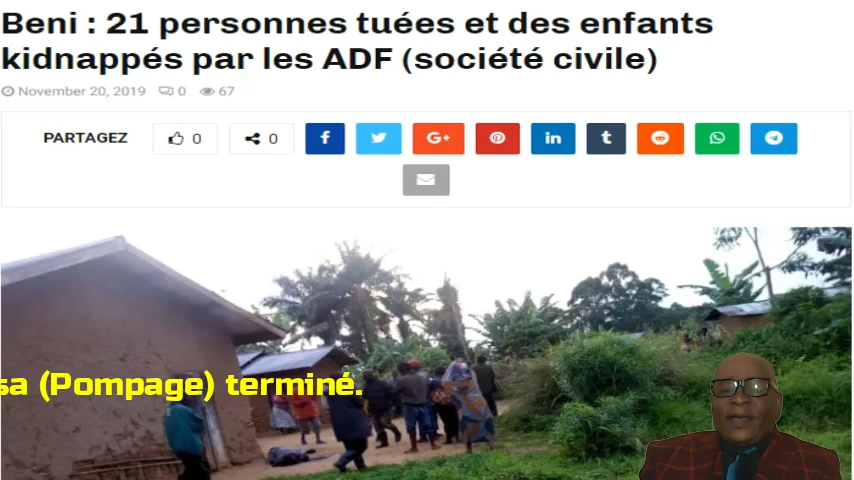 Beni : 21 personnes tuées et des enfants
kidnappés par les ADF (société civile)
November 20, 2019 0 67
PARTAGEZ 0 0
sa (Pompage) terminé.